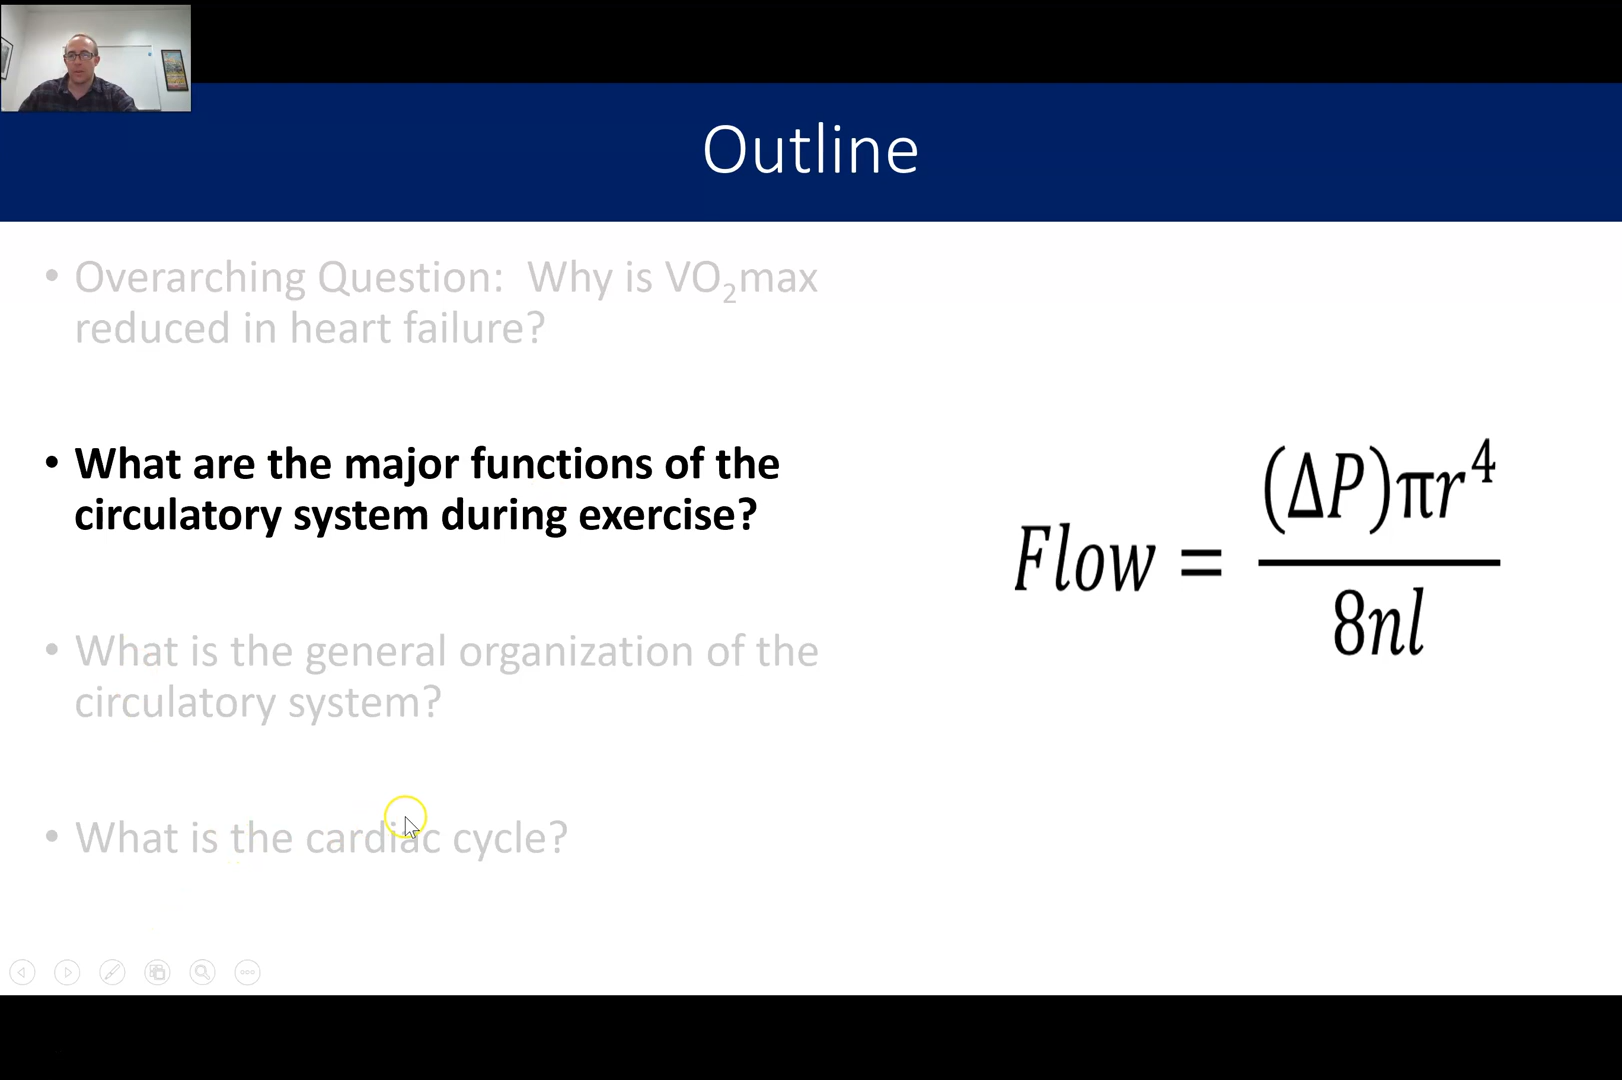 Outline
• Overarching Question:  Why is VO₂max
reduced in heart failure?
• What are the major functions of the
circulatory system during exercise?
Flow = (ΔP)πr⁴ / 8nl
• What is the general organization of the
circulatory system?
• What is the cardiac cycle?